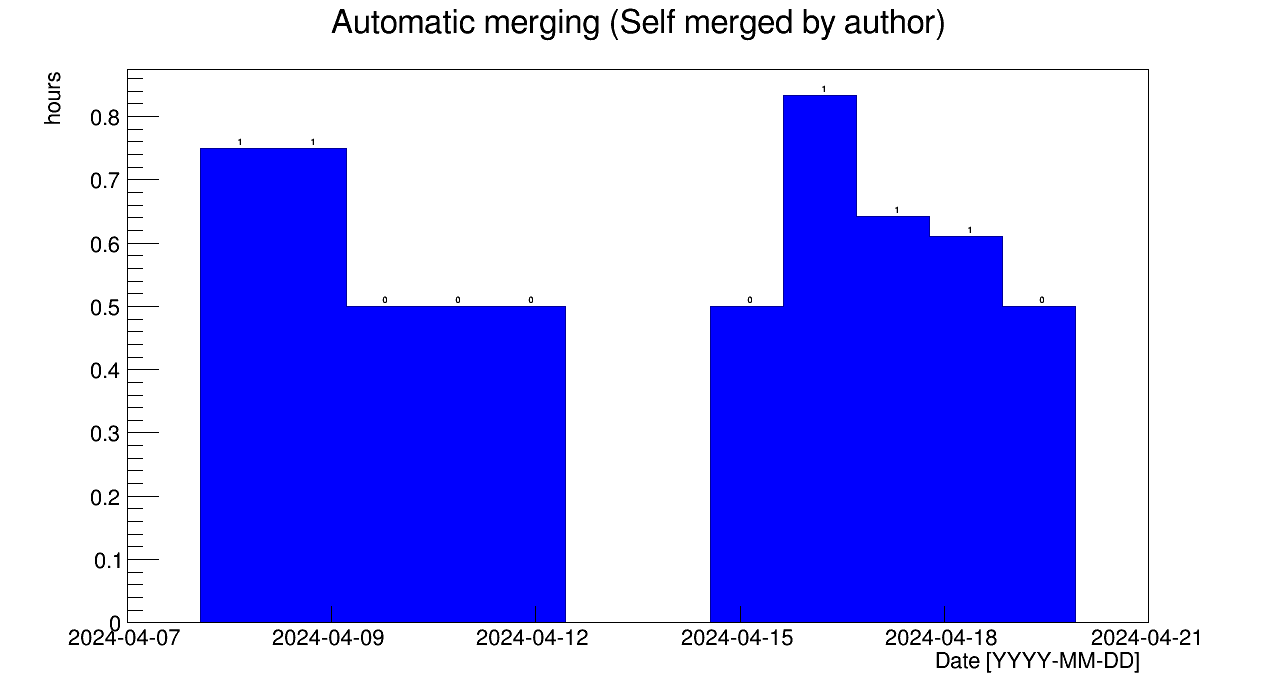 Automatic merging (Self merged by author)
hours
0.8
0.7
0.6
0.5
0.4
0.3
0.2
0.1
0
1 1 0 0 0 0 1 1 1 0
2024-04-07 2024-04-09 2024-04-12 2024-04-15 2024-04-18 2024-04-21
Date [YYYY-MM-DD]